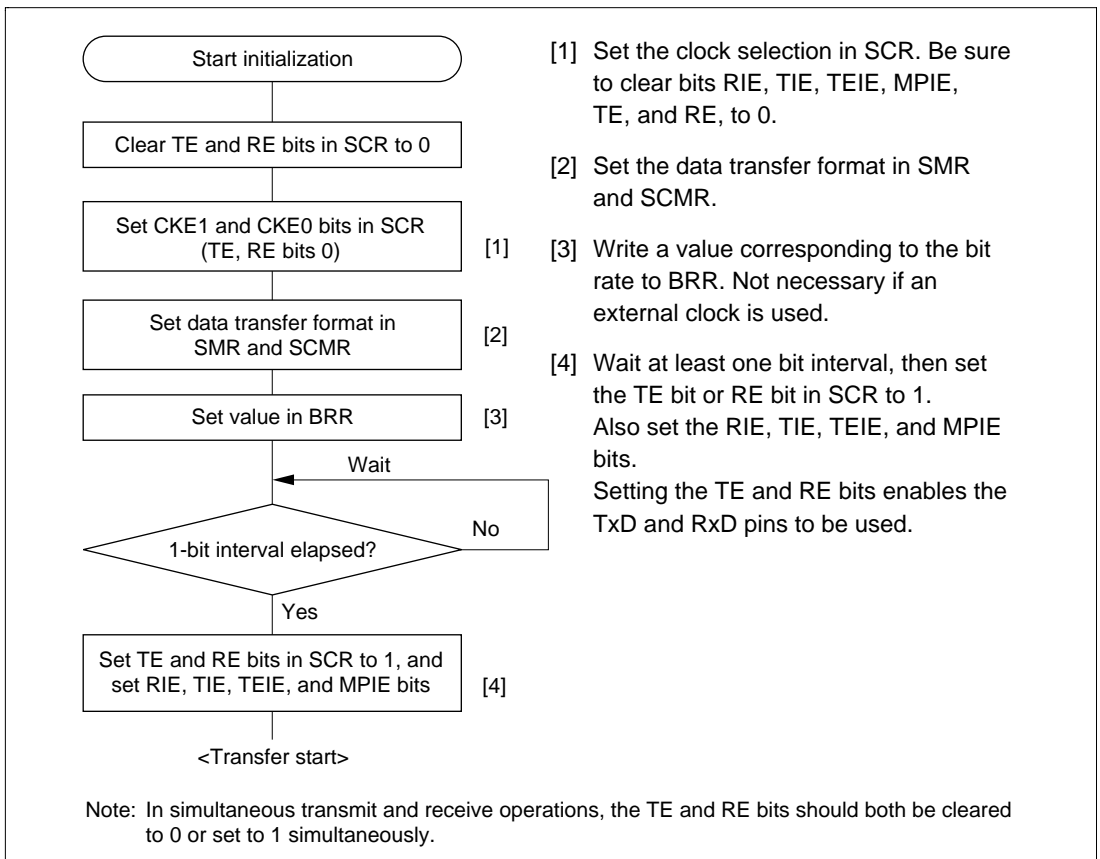 Start initialization
Clear TE and RE bits in SCR to 0
Set CKE1 and CKE0 bits in SCR
(TE, RE bits 0)
[1]
Set data transfer format in
SMR and SCMR
[2]
Set value in BRR
[3]
Wait
1-bit interval elapsed?
No
Yes
Set TE and RE bits in SCR to 1, and
set RIE, TIE, TEIE, and MPIE bits
[4]
<Transfer start>
[1] Set the clock selection in SCR. Be sure
to clear bits RIE, TIE, TEIE, MPIE,
TE, and RE, to 0.
[2] Set the data transfer format in SMR
and SCMR.
[3] Write a value corresponding to the bit
rate to BRR. Not necessary if an
external clock is used.
[4] Wait at least one bit interval, then set
the TE bit or RE bit in SCR to 1.
Also set the RIE, TIE, TEIE, and MPIE
bits.
Setting the TE and RE bits enables the
TxD and RxD pins to be used.
Note: In simultaneous transmit and receive operations, the TE and RE bits should both be cleared
to 0 or set to 1 simultaneously.